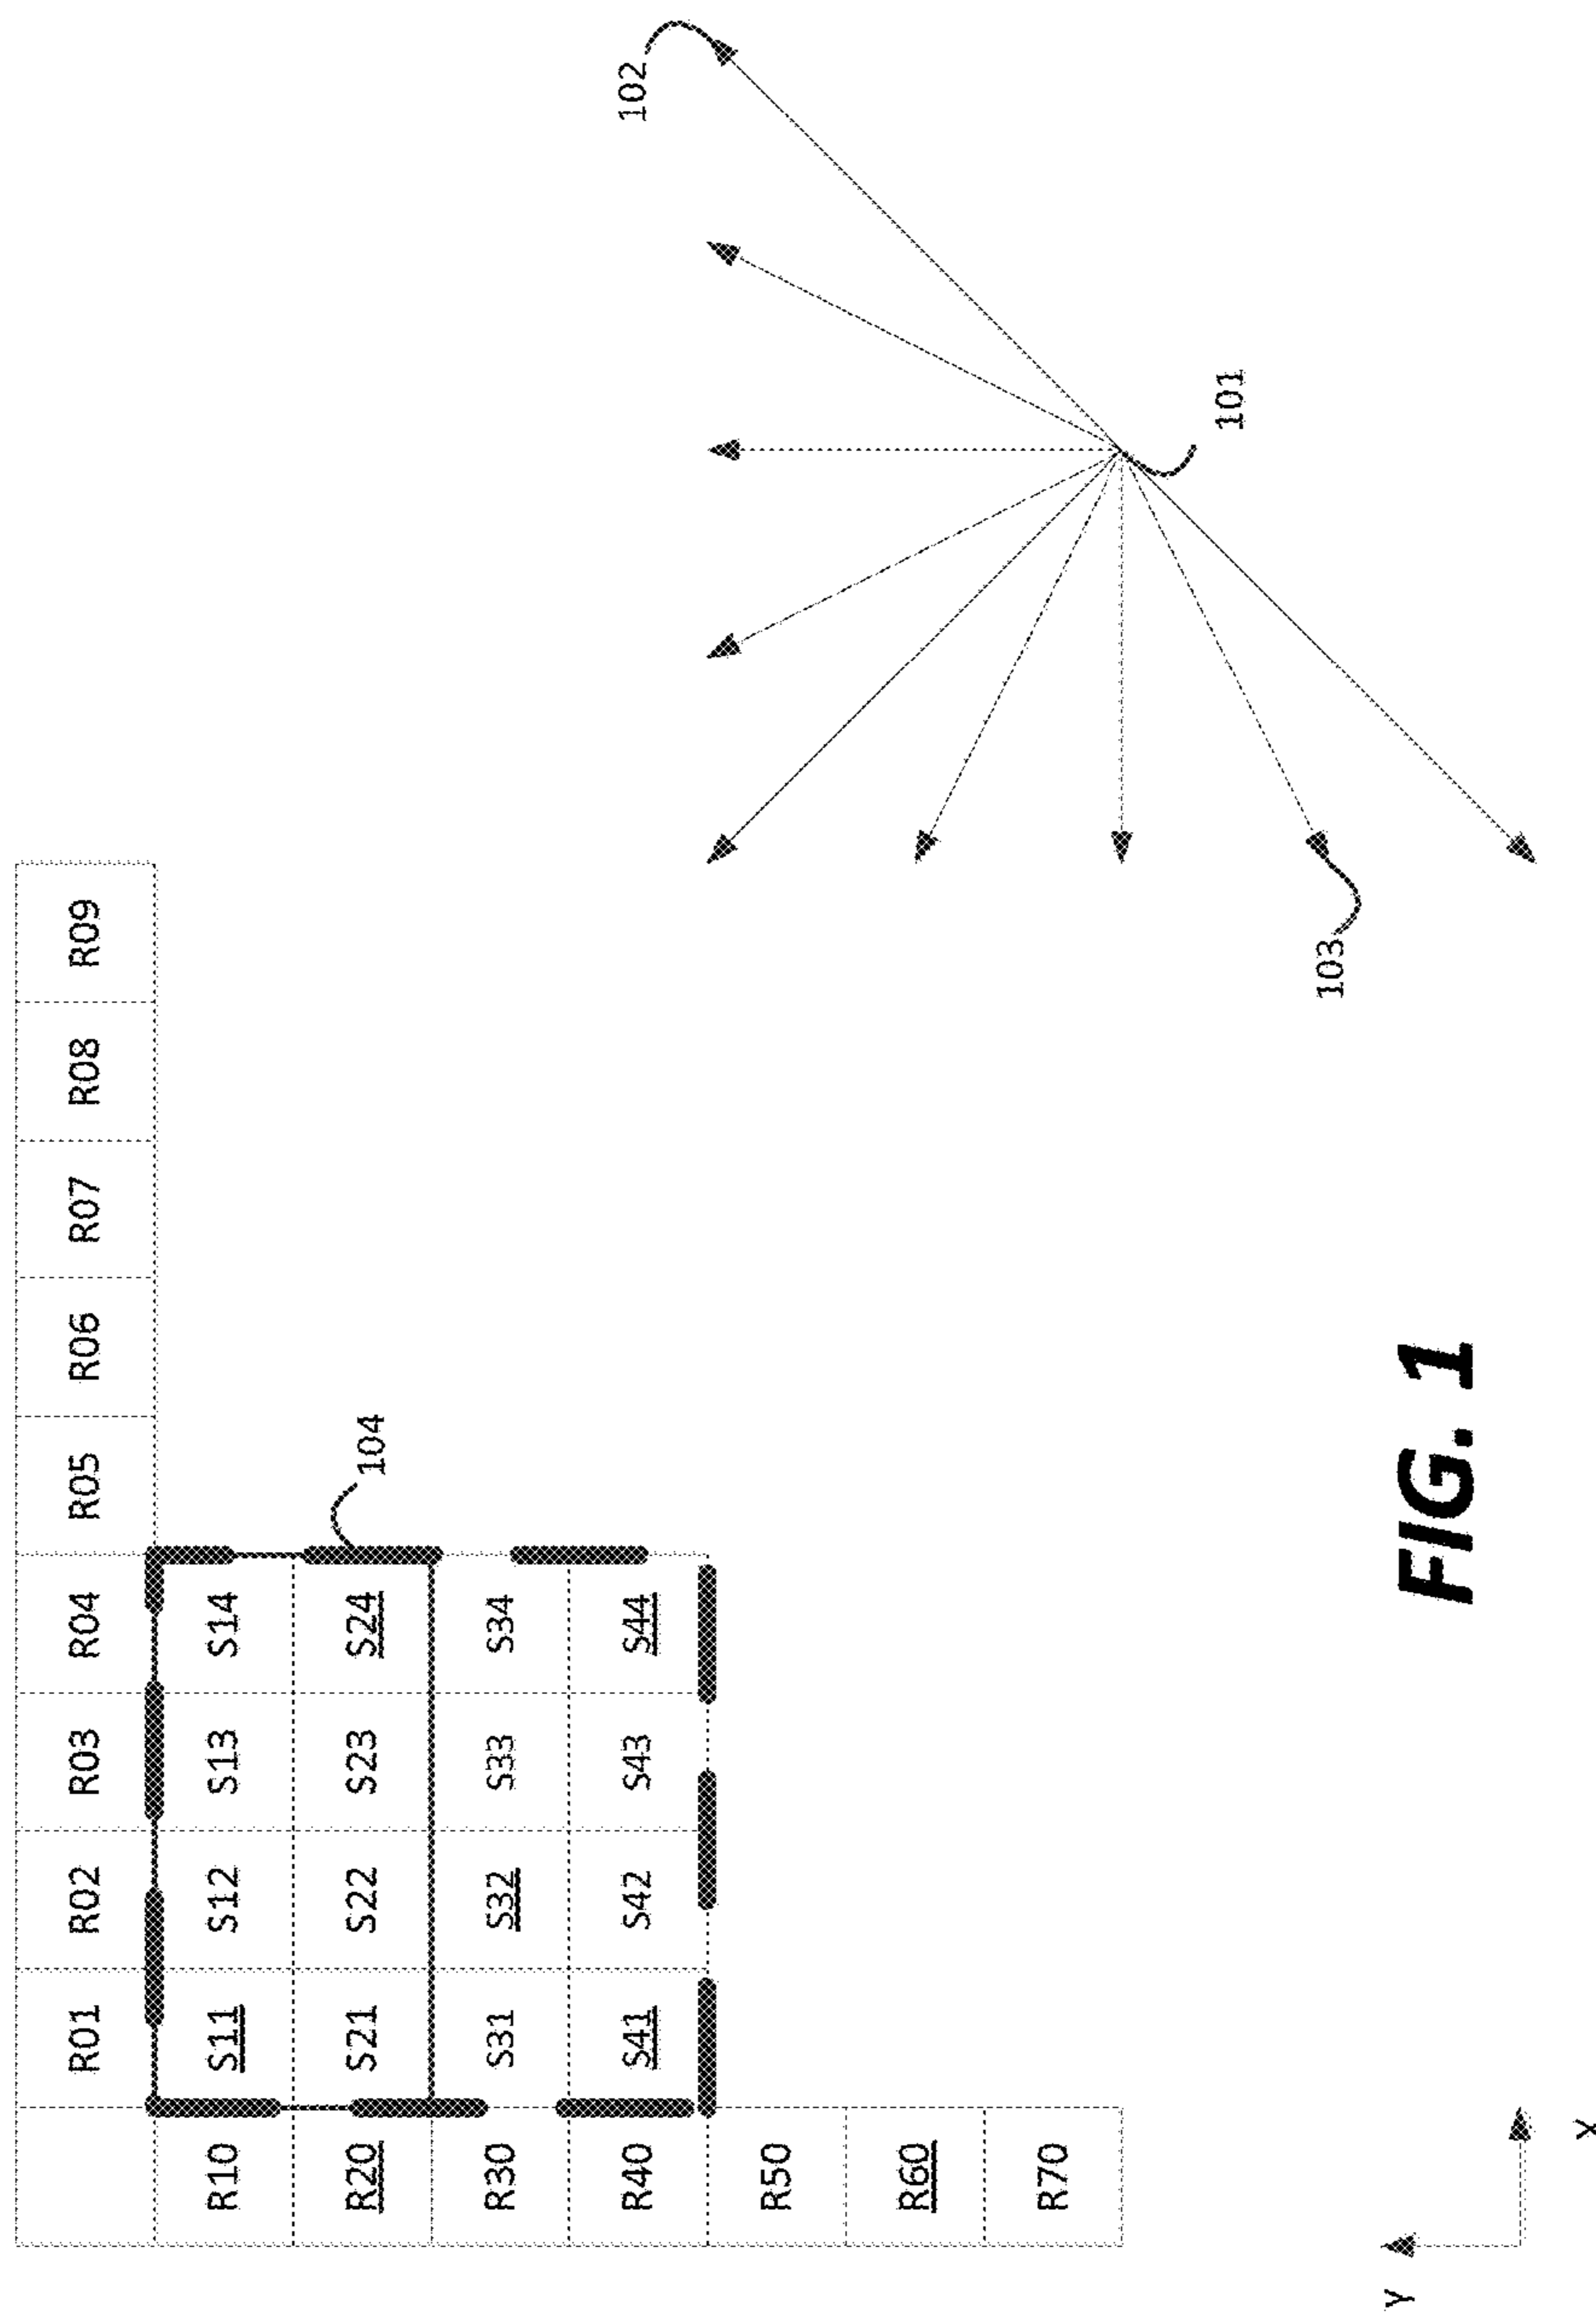 R01 R02 R03 R04 R05 R06 R07 R08 R09
R10 S11 S12 S13 S14
R20 S21 S22 S23 S24 104
R30 S31 S32 S33 S34
R40 S41 S42 S43 S44
R50
R60
R70
102
101
103
Y
X
FIG. 1